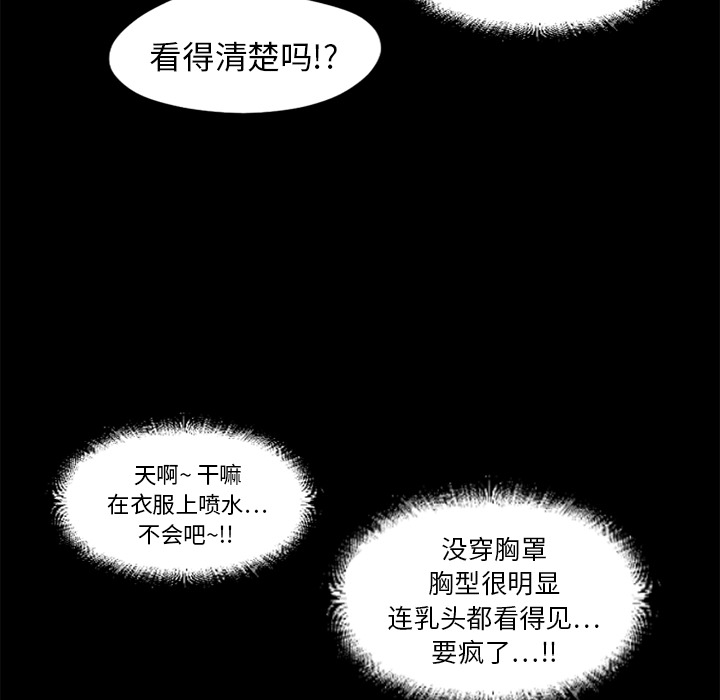 看得清楚吗!?
天啊~ 干嘛
在衣服上喷水...
不会吧~!!
没穿胸罩
胸型很明显
连乳头都看得见...
要疯了...!!